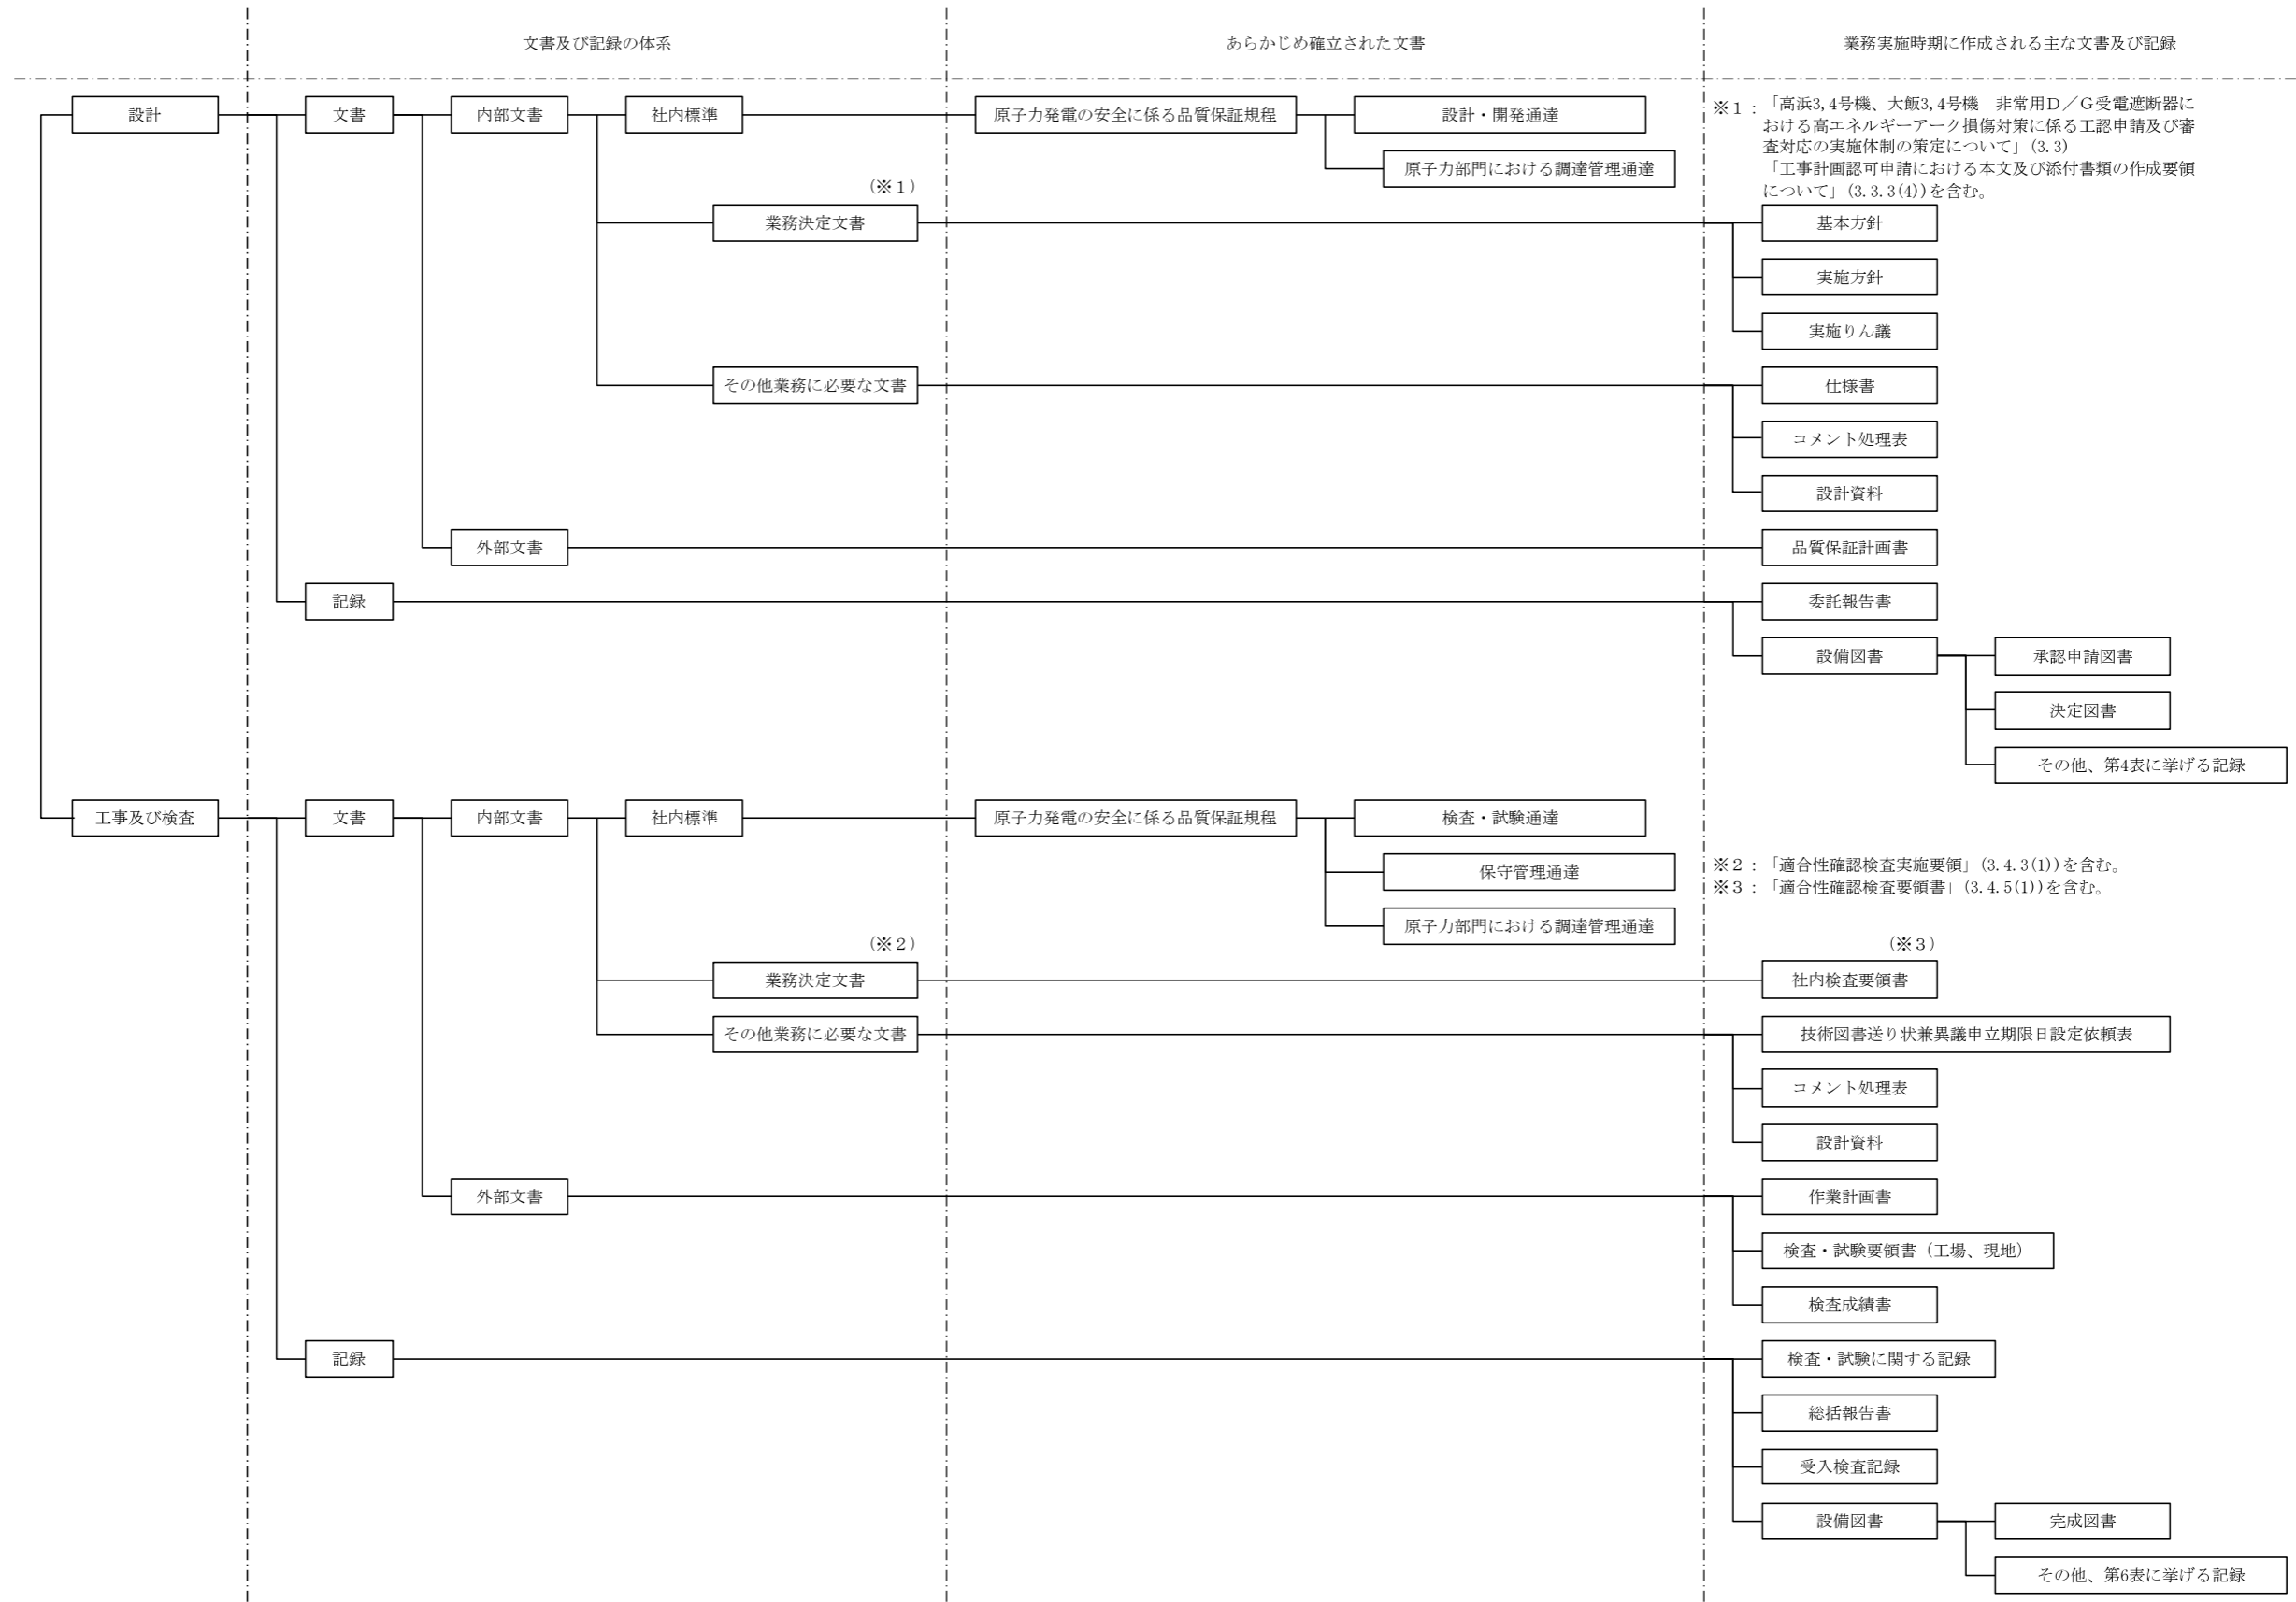 文書及び記録の体系
あらかじめ確立された文書
業務実施時期に作成される主な文書及び記録
設計
文書
内部文書
社内標準
原子力発電の安全に係る品質保証規程
設計・開発通達
原子力部門における調達管理通達
※1：「高浜3,4号機、大飯3,4号機　非常用D／G受電遮断器に
おける高エネルギーアーク損傷対策に係る工認申請及び審
査対応の実施体制の策定について」(3.3)
「工事計画認可申請における本文及び添付書類の作成要領
について」(3.3.3(4))を含む。
(※1)
業務決定文書
基本方針
実施方針
実施りん議
その他業務に必要な文書
仕様書
コメント処理表
設計資料
外部文書
品質保証計画書
記録
委託報告書
設備図書
承認申請図書
決定図書
その他、第4表に挙げる記録
工事及び検査
文書
内部文書
社内標準
原子力発電の安全に係る品質保証規程
検査・試験通達
保守管理通達
原子力部門における調達管理通達
※2：「適合性確認検査実施要領」(3.4.3(1))を含む。
※3：「適合性確認検査要領書」(3.4.5(1))を含む。
(※2)
(※3)
業務決定文書
社内検査要領書
その他業務に必要な文書
技術図書送り状兼異議申立期限日設定依頼表
コメント処理表
設計資料
外部文書
作業計画書
検査・試験要領書（工場、現地）
検査成績書
記録
検査・試験に関する記録
総括報告書
受入検査記録
設備図書
完成図書
その他、第6表に挙げる記録